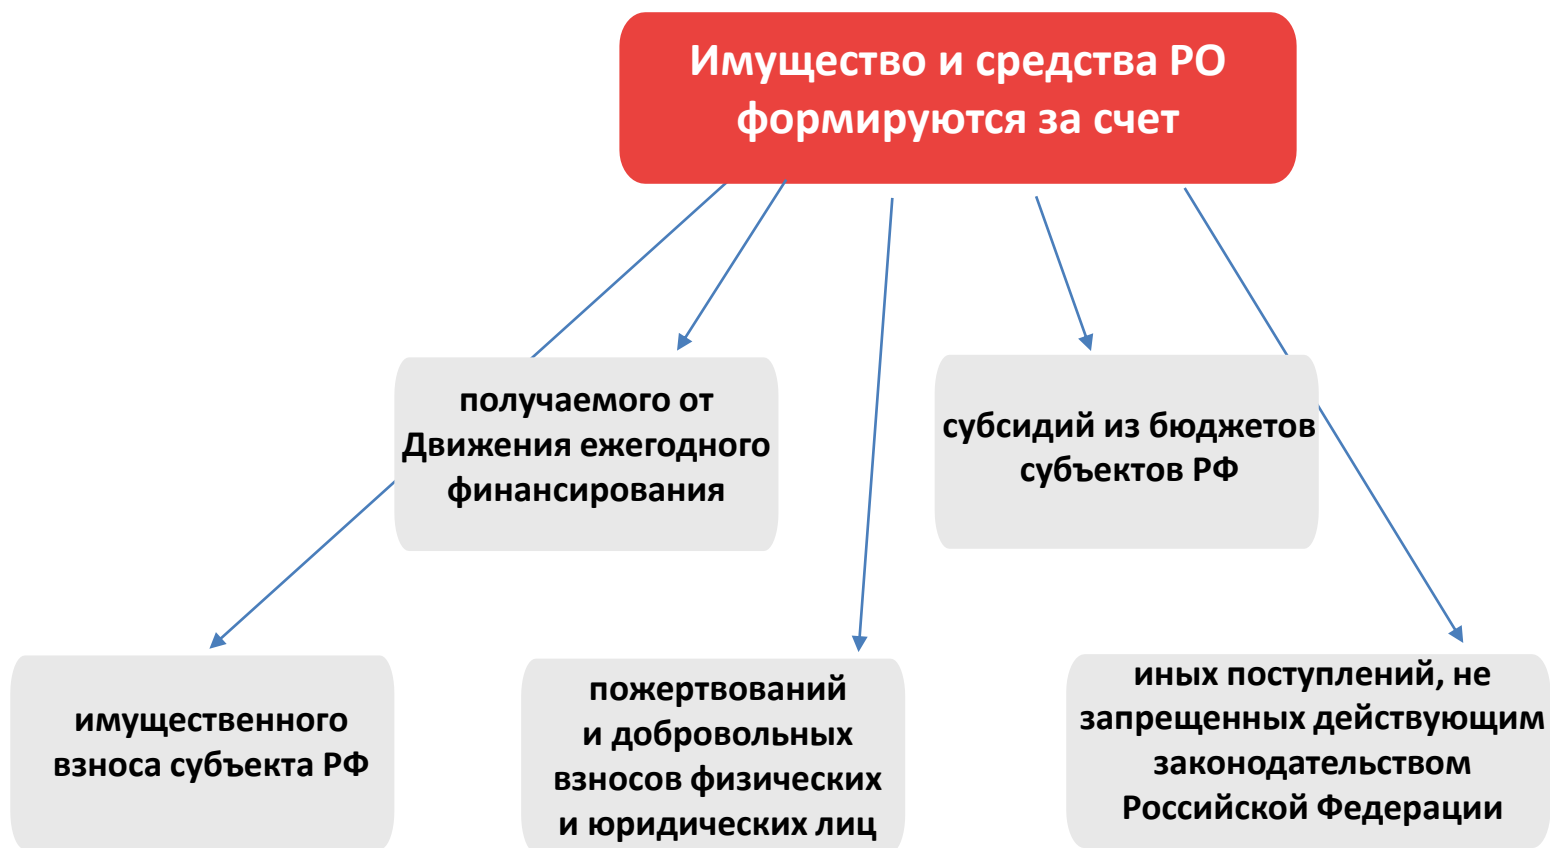 Имущество и средства РО
формируются за счет
получаемого от
Движения ежегодного
финансирования
субсидий из бюджетов
субъектов РФ
имущественного
взноса субъекта РФ
пожертвований
и добровольных
взносов физических
и юридических лиц
иных поступлений, не
запрещенных действующим
законодательством
Российской Федерации